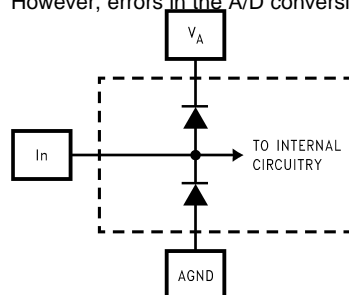 However, errors in the A/D conversi
V_A
In
TO INTERNAL
CIRCUITRY
AGND